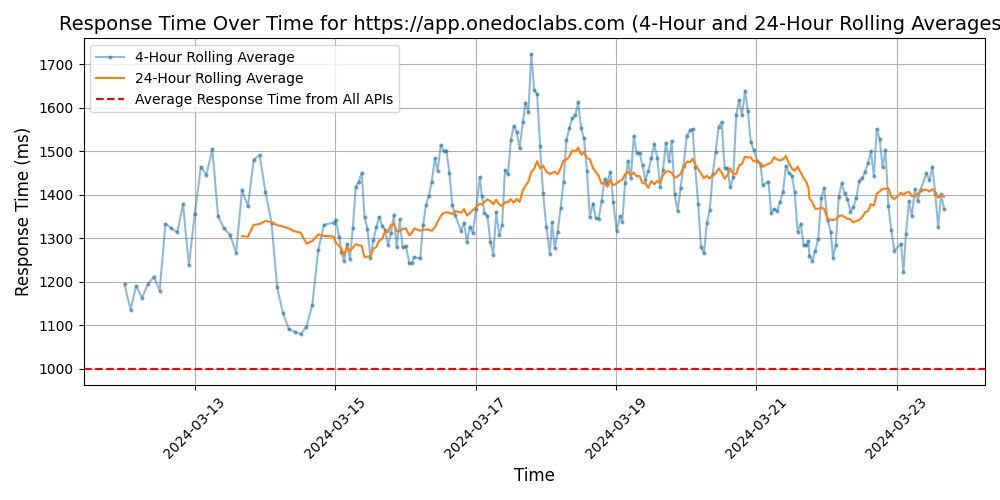 Response Time Over Time for https://app.onedoclabs.com (4-Hour and 24-Hour Rolling Averages
4-Hour Rolling Average
24-Hour Rolling Average
Average Response Time from All APIs
Response Time (ms)
1700
1600
1500
1400
1300
1200
1100
1000
2024-03-13
2024-03-15
2024-03-17
2024-03-19
2024-03-21
2024-03-23
Time